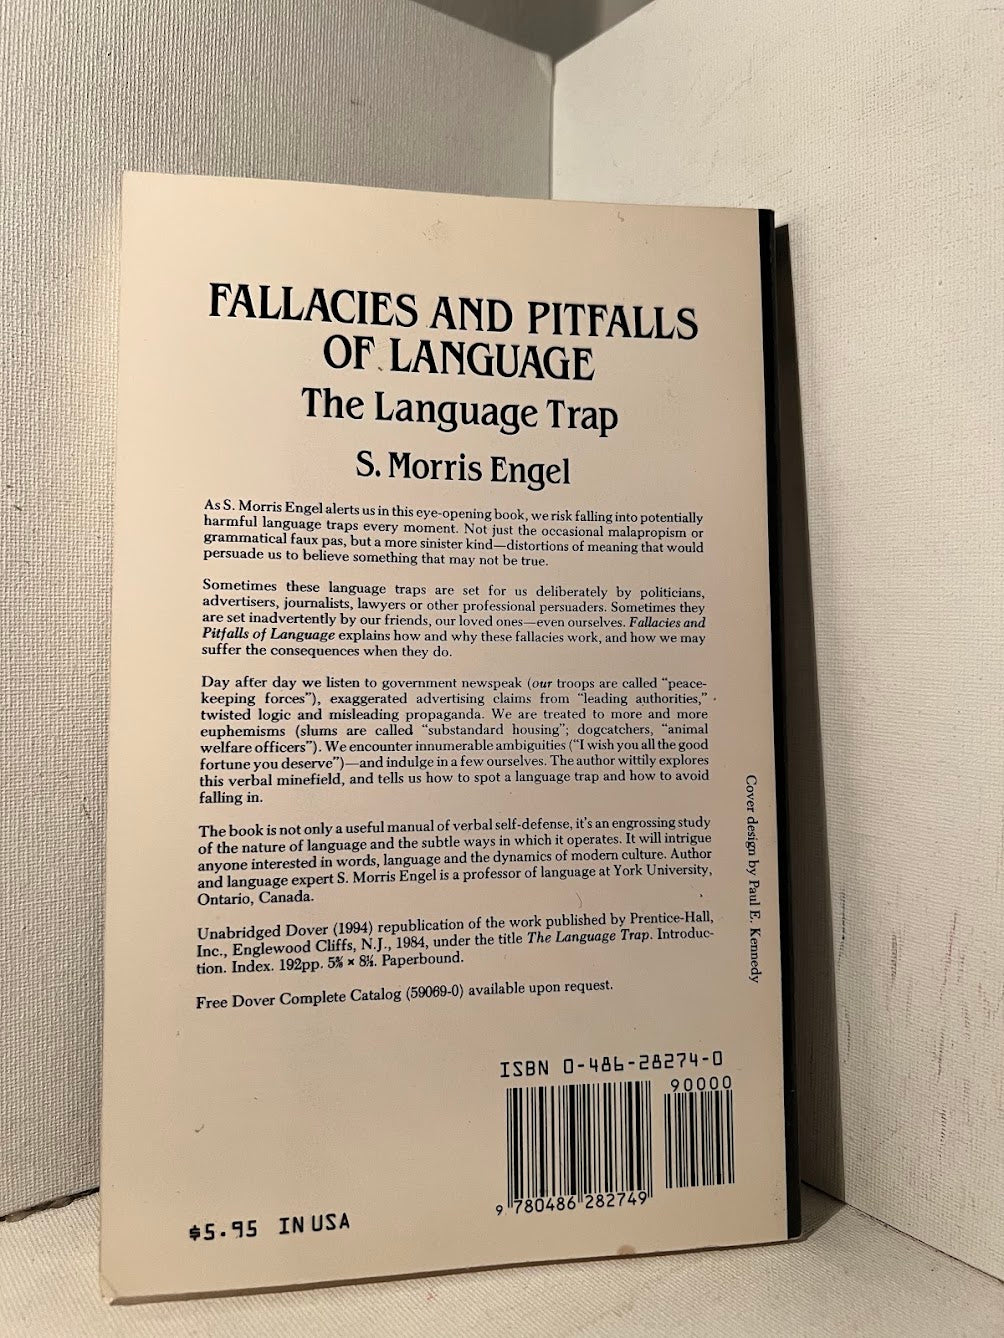 FALLACIES AND PITFALLS
OF LANGUAGE
The Language Trap
S. Morris Engel
As S. Morris Engel alerts us in this eye-opening book, we risk falling into potentially
harmful language traps every moment. Not just the occasional malapropism or
grammatical faux pas, but a more sinister kind—distortions of meaning that would
persuade us to believe something that may not be true.
Sometimes these language traps are set for us deliberately by politicians,
advertisers, journalists, lawyers or other professional persuaders. Sometimes they
are set inadvertently by our friends, our loved ones—even ourselves. Fallacies and
Pitfalls of Language explains how and why these fallacies work, and how we may
suffer the consequences when they do.
Day after day we listen to government newspeak (our troops are called “peace-
keeping forces”), exaggerated advertising claims from “leading authorities,”
twisted logic and misleading propaganda. We are treated to more and more
euphemisms (slums are called “substandard housing”; dogcatchers, “animal
welfare officers”). We encounter innumerable ambiguities (“I wish you all the good
fortune you deserve”)—and indulge in a few ourselves. The author wittily explores
this verbal minefield, and tells us how to spot a language trap and how to avoid
falling in.
The book is not only a useful manual of verbal self-defense, it’s an engrossing study
of the nature of language and the subtle ways in which it operates. It will intrigue
anyone interested in words, language and the dynamics of modern culture. Author
and language expert S. Morris Engel is a professor of language at York University,
Ontario, Canada.
Unabridged Dover (1994) republication of the work published by Prentice-Hall,
Inc., Englewood Cliffs, N.J., 1984, under the title The Language Trap. Introduc-
tion. Index. 192pp. 5⅜ × 8½. Paperbound.
Free Dover Complete Catalog (59069-0) available upon request.
Cover design by Paul E. Kennedy
ISBN 0-486-28274-0
90000
9 780486 282749
$5.95 IN USA